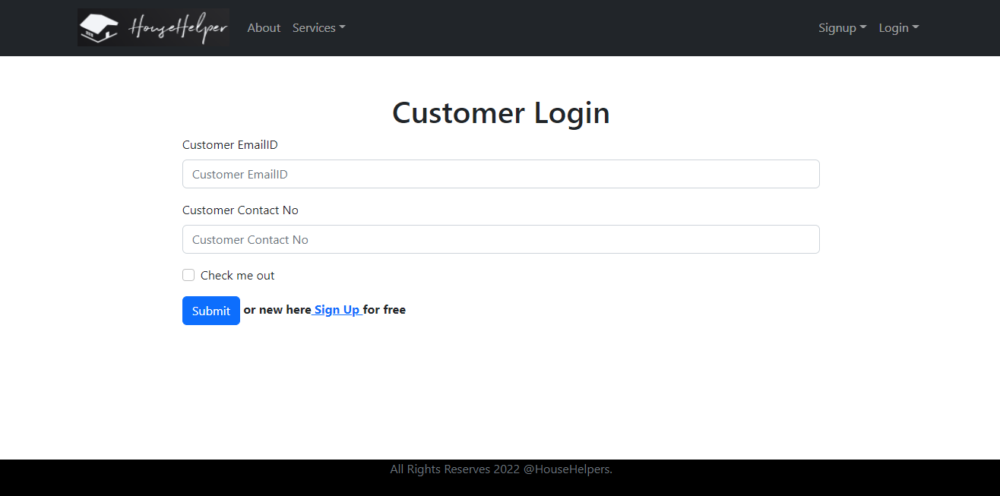 HouseHelper About Services Signup Login
Customer Login
Customer EmailID
Customer EmailID
Customer Contact No
Customer Contact No
Check me out
Submit or new here Sign Up for free
All Rights Reserves 2022 @HouseHelpers.